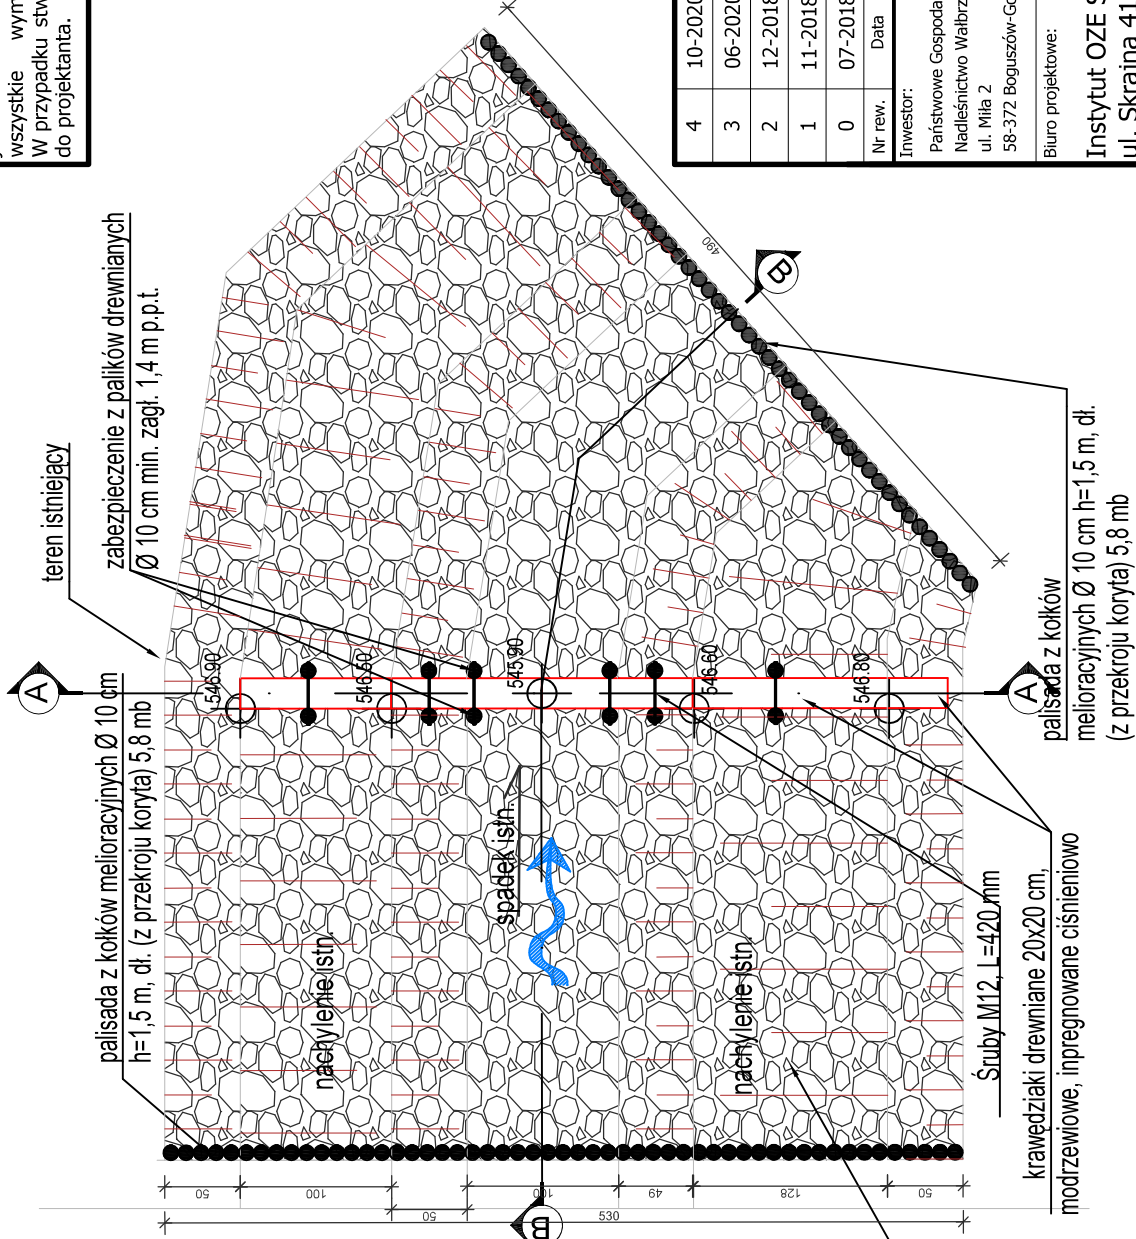 wszystkie wym
W przypadku stw
do projektanta.
4 10-2020
3 06-2020
2 12-2018
1 11-2018
0 07-2018
Nr rew. Data
Inwestor:
Państwowe Gospoda
Nadleśnictwo Wałbrz
ul. Miła 2
58-372 Boguszów-Go
Biuro projektowe:
Instytut OZE S
ul. Skrajna 41
teren istniejący
zabezpieczenie z palików drewnianych
Ø 10 cm min. zagł. 1,4 m p.p.t.
palisada z kołków melioracyjnych Ø 10 cm
h=1,5 m, dł. (z przekroju koryta) 5,8 mb
palisada z kołków
melioracyjnych Ø 10 cm h=1,5 m, dł.
(z przekroju koryta) 5,8 mb
Śruby M12, L=420 mm
krawędziaki drewniane 20x20 cm,
modrzewiowe, inpregnowane ciśnieniowo
nachylenie istn.
spadek istn.
nachylenie istn.
546.90
545.90
546.60
546.80
A
A
B
B
490
50
100
50
100
49
128
50
530